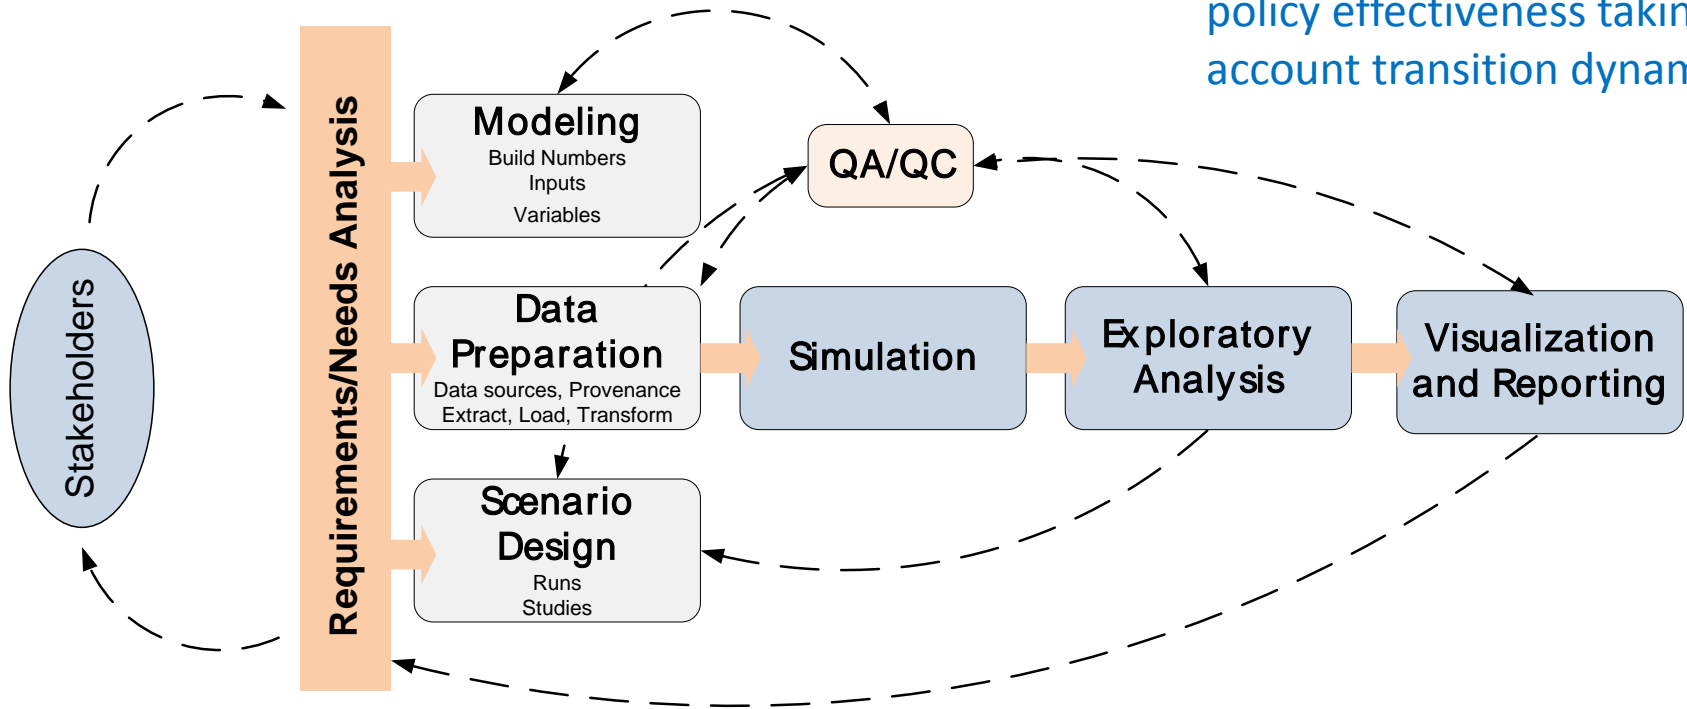 policy effectiveness takin
account transition dynam
Stakeholders
Requirements/Needs Analysis
Modeling
Build Numbers
Inputs
Variables
QA/QC
Data
Preparation
Data sources, Provenance
Extract, Load, Transform
Simulation
Exploratory
Analysis
Visualization
and Reporting
Scenario
Design
Runs
Studies